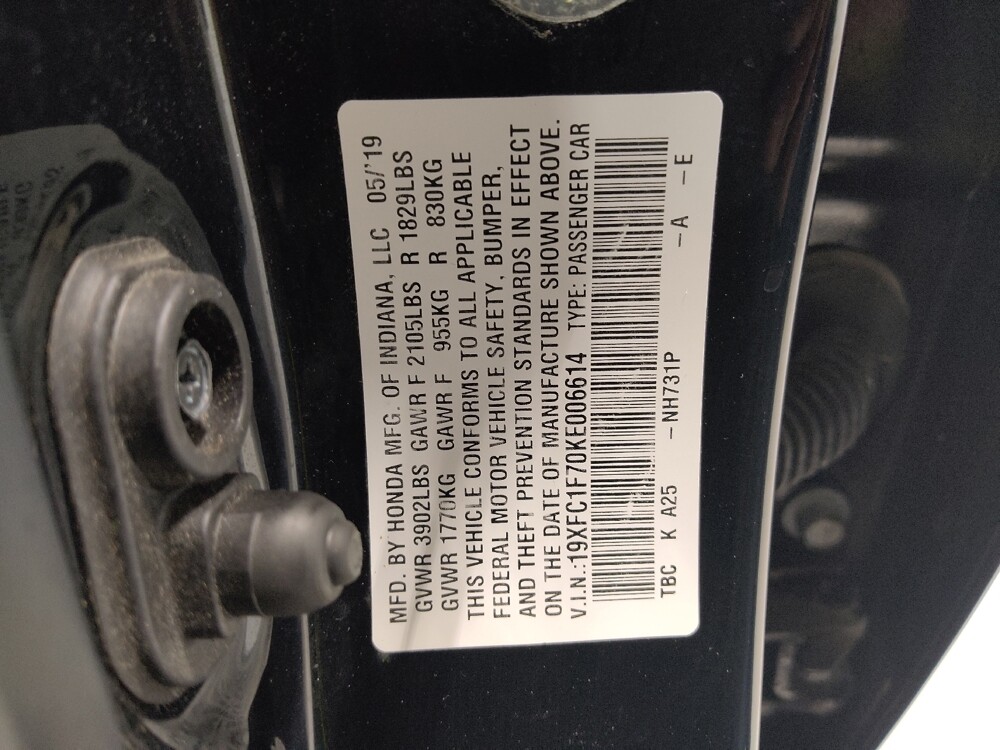 MFD. BY HONDA MFG. OF INDIANA, LLC 05/'19
GVWR 3902LBS GAWR F 2105LBS R 1829LBS
GVWR 1770KG GAWR F 955KG R 830KG
THIS VEHICLE CONFORMS TO ALL APPLICABLE
FEDERAL MOTOR VEHICLE SAFETY, BUMPER,
AND THEFT PREVENTION STANDARDS IN EFFECT
ON THE DATE OF MANUFACTURE SHOWN ABOVE.
V.I.N.:19XFC1F70KE006614 TYPE: PASSENGER CAR
TBC K A25 -NH731P -A -E